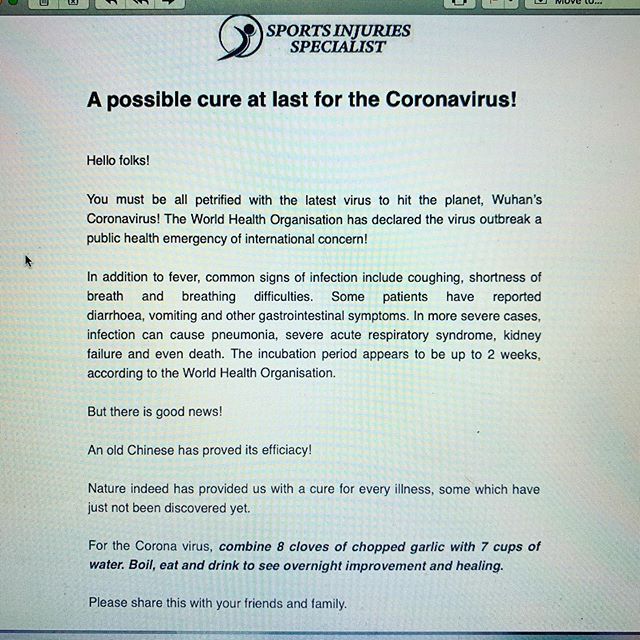 Move to...
SPORTS INJURIES
SPECIALIST
A possible cure at last for the Coronavirus!
Hello folks!
You must be all petrified with the latest virus to hit the planet, Wuhan's
Coronavirus! The World Health Organisation has declared the virus outbreak a
public health emergency of international concern!
In addition to fever, common signs of infection include coughing, shortness of
breath and breathing difficulties. Some patients have reported
diarrhoea, vomiting and other gastrointestinal symptoms. In more severe cases,
infection can cause pneumonia, severe acute respiratory syndrome, kidney
failure and even death. The incubation period appears to be up to 2 weeks,
according to the World Health Organisation.
But there is good news!
An old Chinese has proved its efficiacy!
Nature indeed has provided us with a cure for every illness, some which have
just not been discovered yet.
For the Corona virus, combine 8 cloves of chopped garlic with 7 cups of
water. Boil, eat and drink to see overnight improvement and healing.
Please share this with your friends and family.